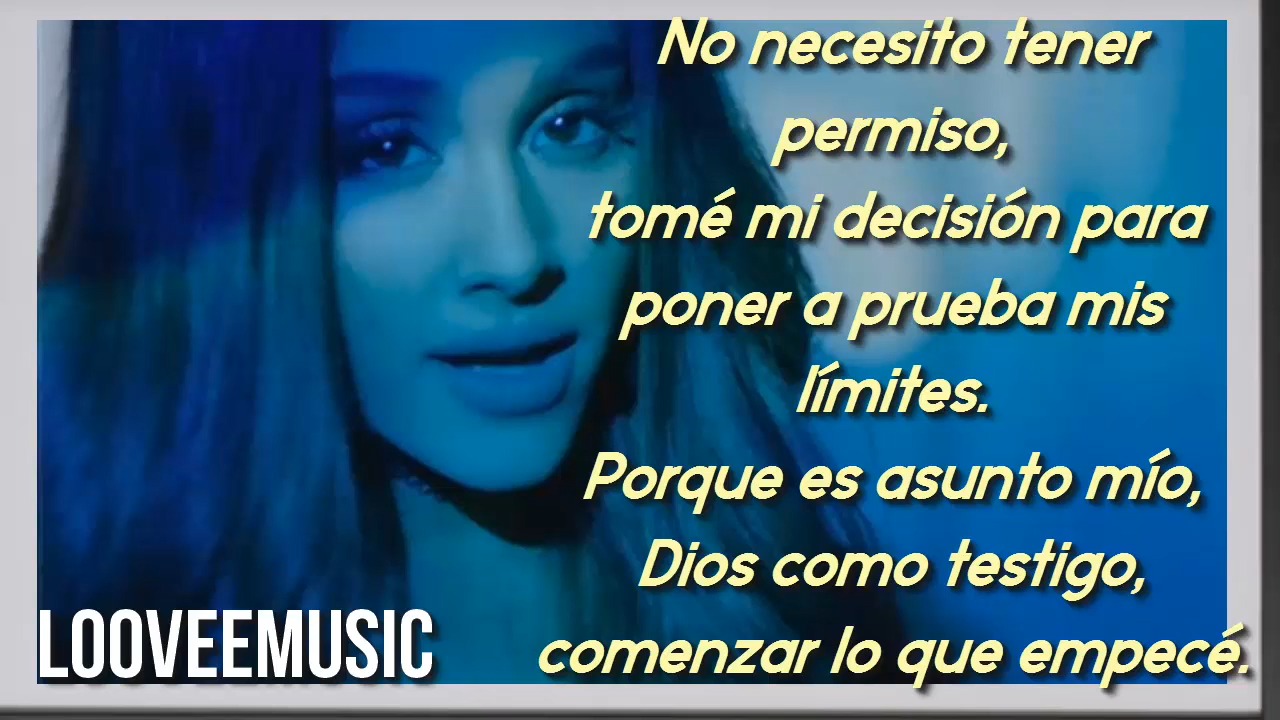 No necesito tener
permiso,
tomé mi decisión para
poner a prueba mis
límites.
Porque es asunto mío,
Dios como testigo,
comenzar lo que empecé.
LOOVEEMUSIC